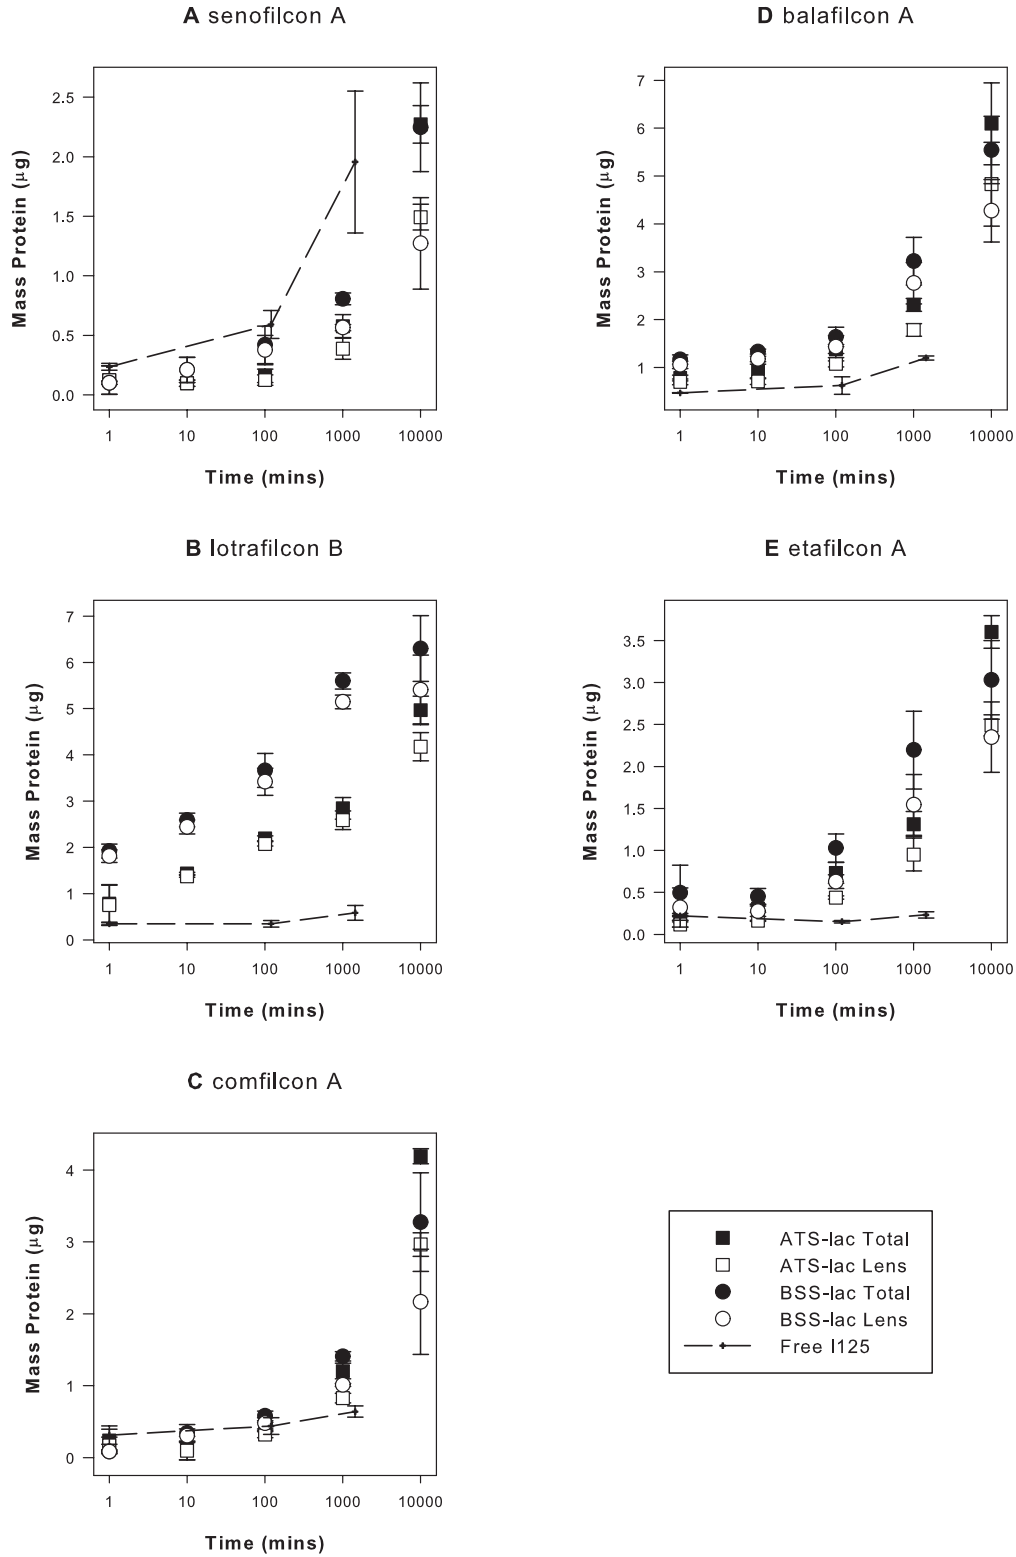 A senofilcon A
Mass Protein (μg)
2.5
2.0
1.5
1.0
0.5
0.0
1 10 100 1000 10000
Time (mins)
D balafilcon A
Mass Protein (μg)
7
6
5
4
3
2
1
1 10 100 1000 10000
Time (mins)
B lotrafilcon B
Mass Protein (μg)
7
6
5
4
3
2
1
0
1 10 100 1000 10000
Time (mins)
E etafilcon A
Mass Protein (μg)
3.5
3.0
2.5
2.0
1.5
1.0
0.5
0.0
1 10 100 1000 10000
Time (mins)
C comfilcon A
Mass Protein (μg)
4
3
2
1
0
1 10 100 1000 10000
Time (mins)
ATS-lac Total
ATS-lac Lens
BSS-lac Total
BSS-lac Lens
Free I125